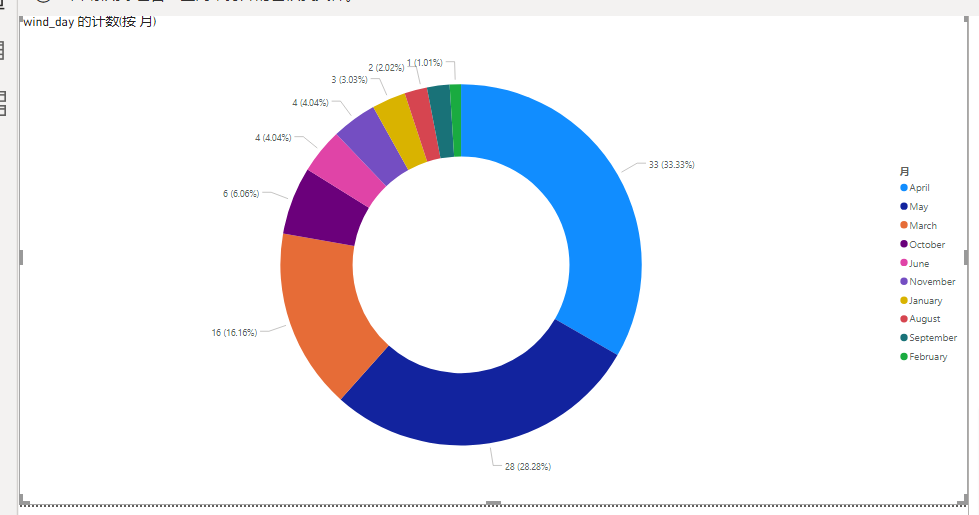 wind_day 的计数(按 月)
1 (1.01%)
2 (2.02%)
3 (3.03%)
4 (4.04%)
4 (4.04%)
6 (6.06%)
16 (16.16%)
28 (28.28%)
33 (33.33%)
月
April
May
March
October
June
November
January
August
September
February